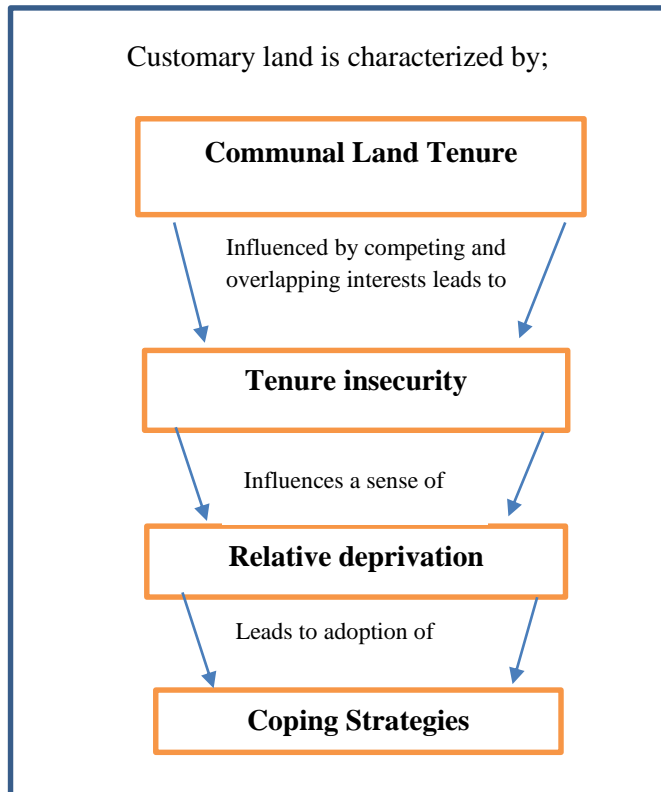 Customary land is characterized by;
Communal Land Tenure
Influenced by competing and
overlapping interests leads to
Tenure insecurity
Influences a sense of
Relative deprivation
Leads to adoption of
Coping Strategies